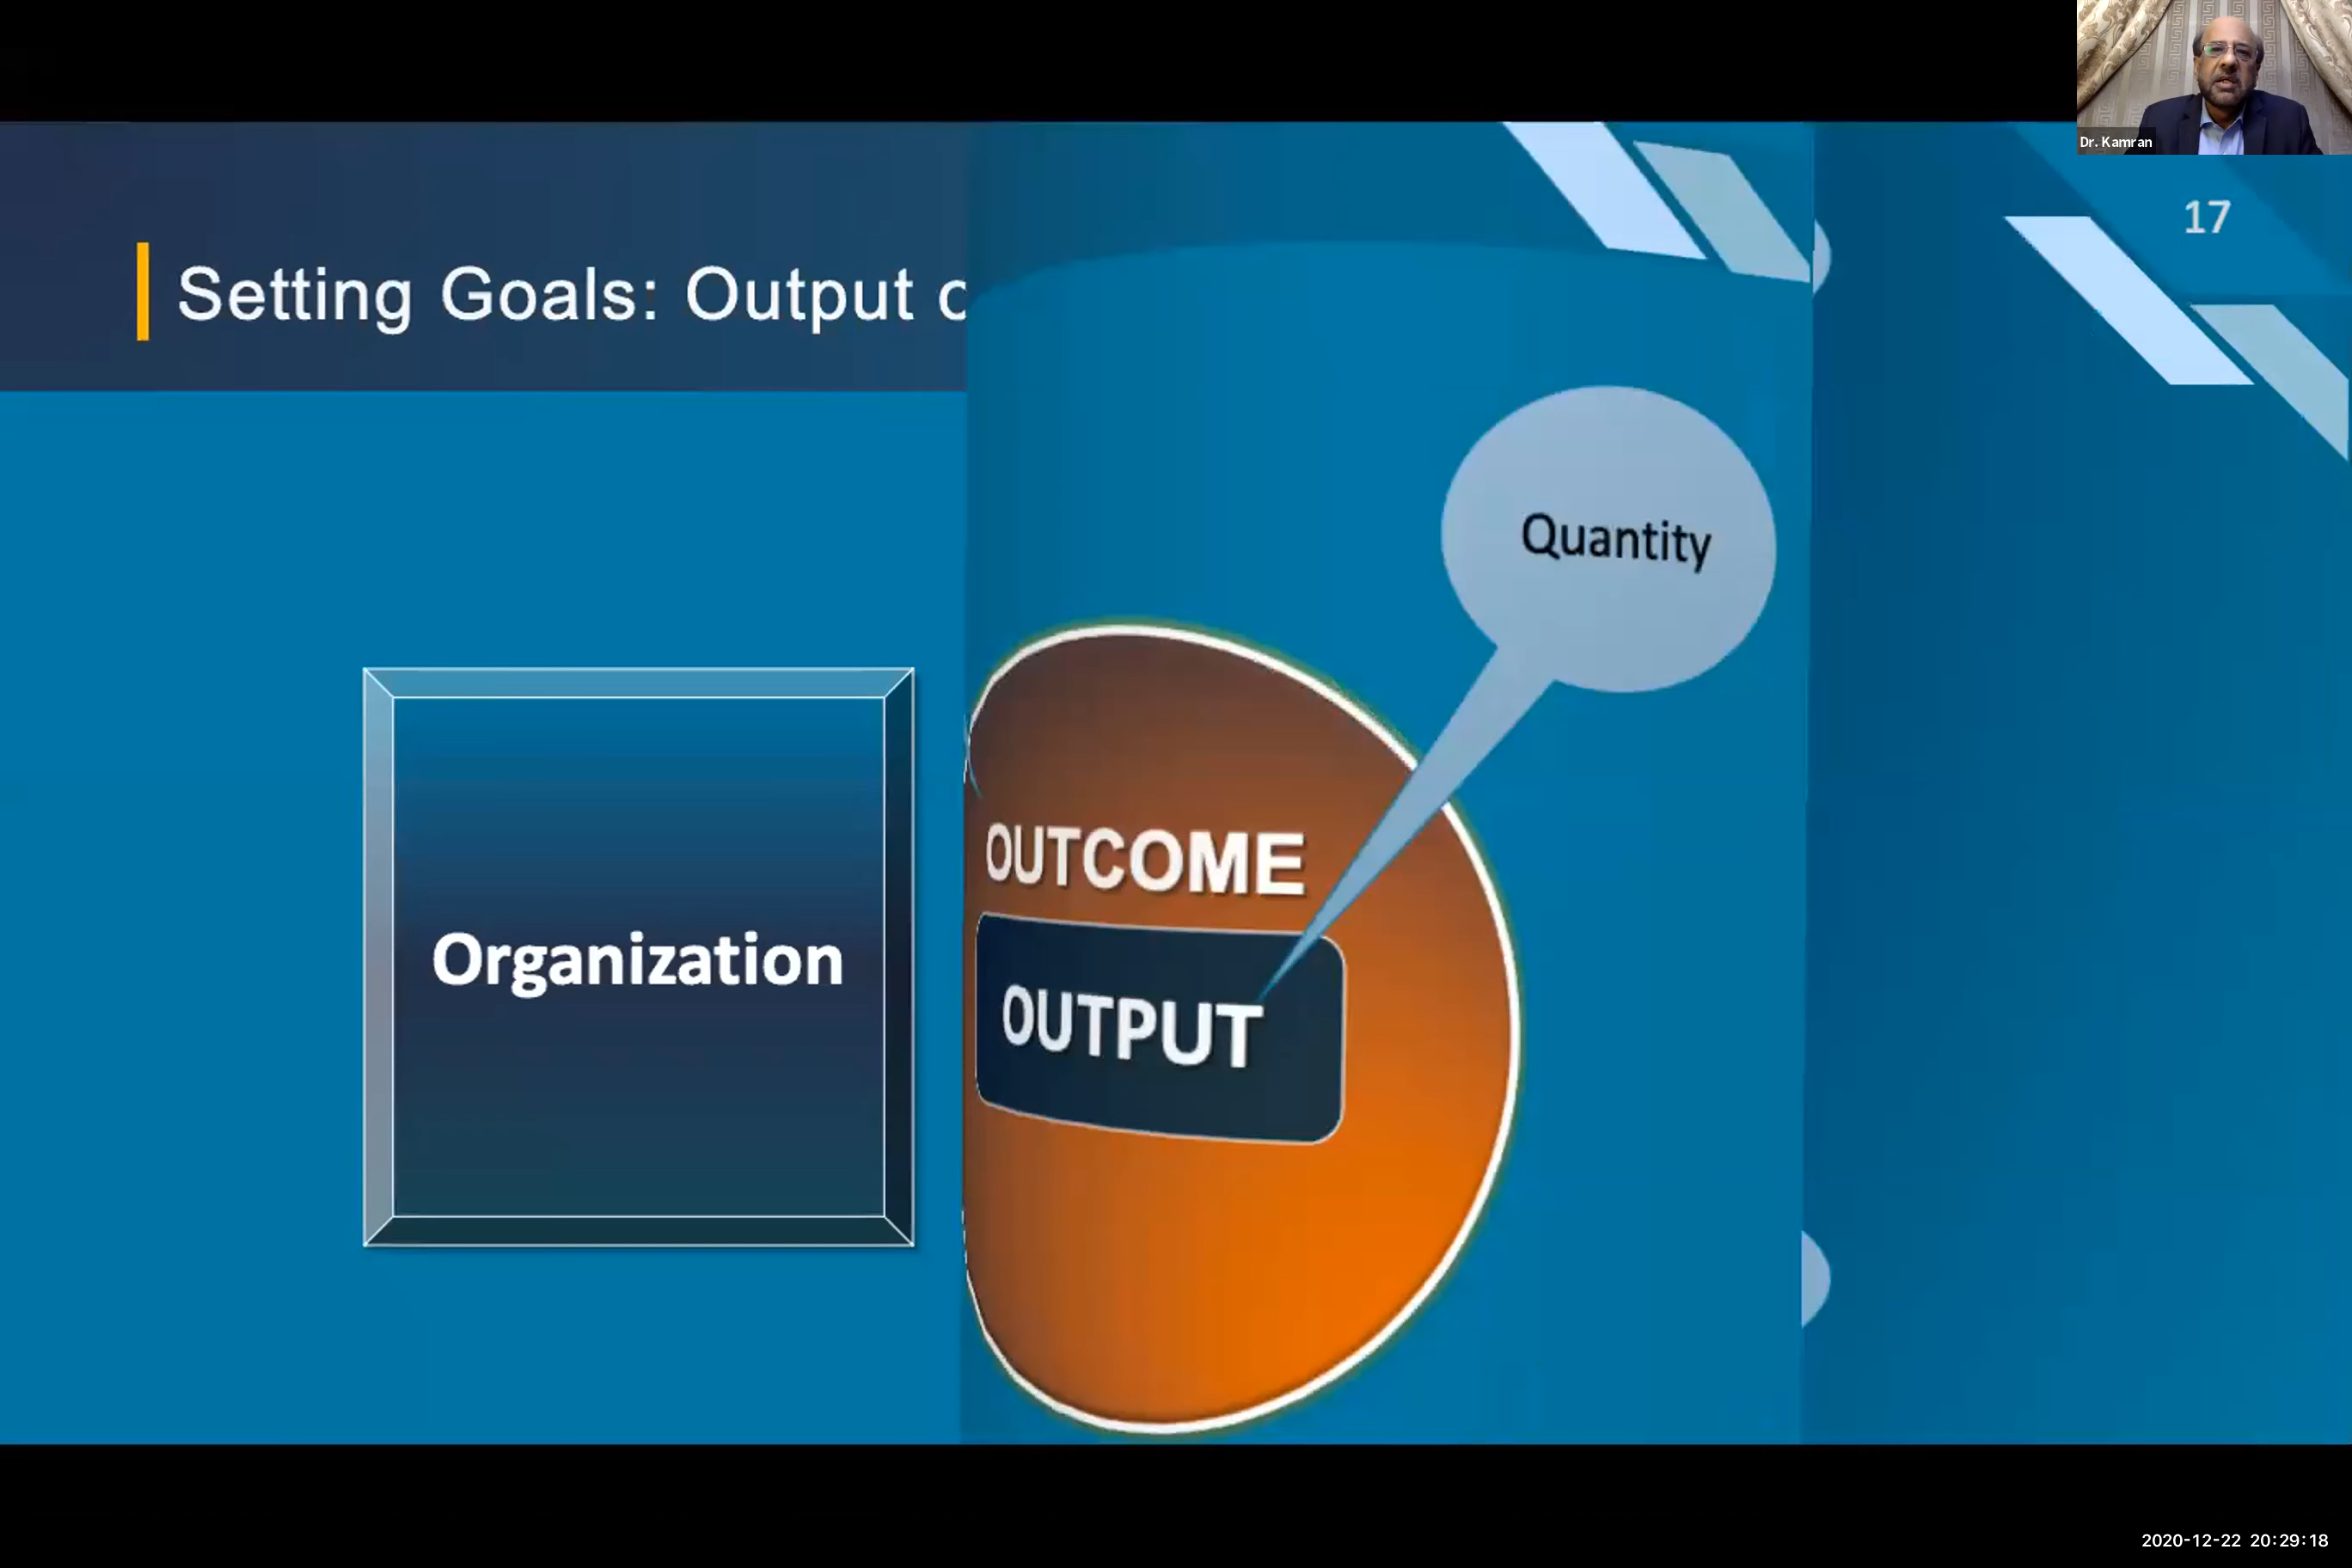 Dr. Kamran
17
Setting Goals: Output
Quantity
OUTCOME
Organization
OUTPUT
2020-12-22 20:29:18